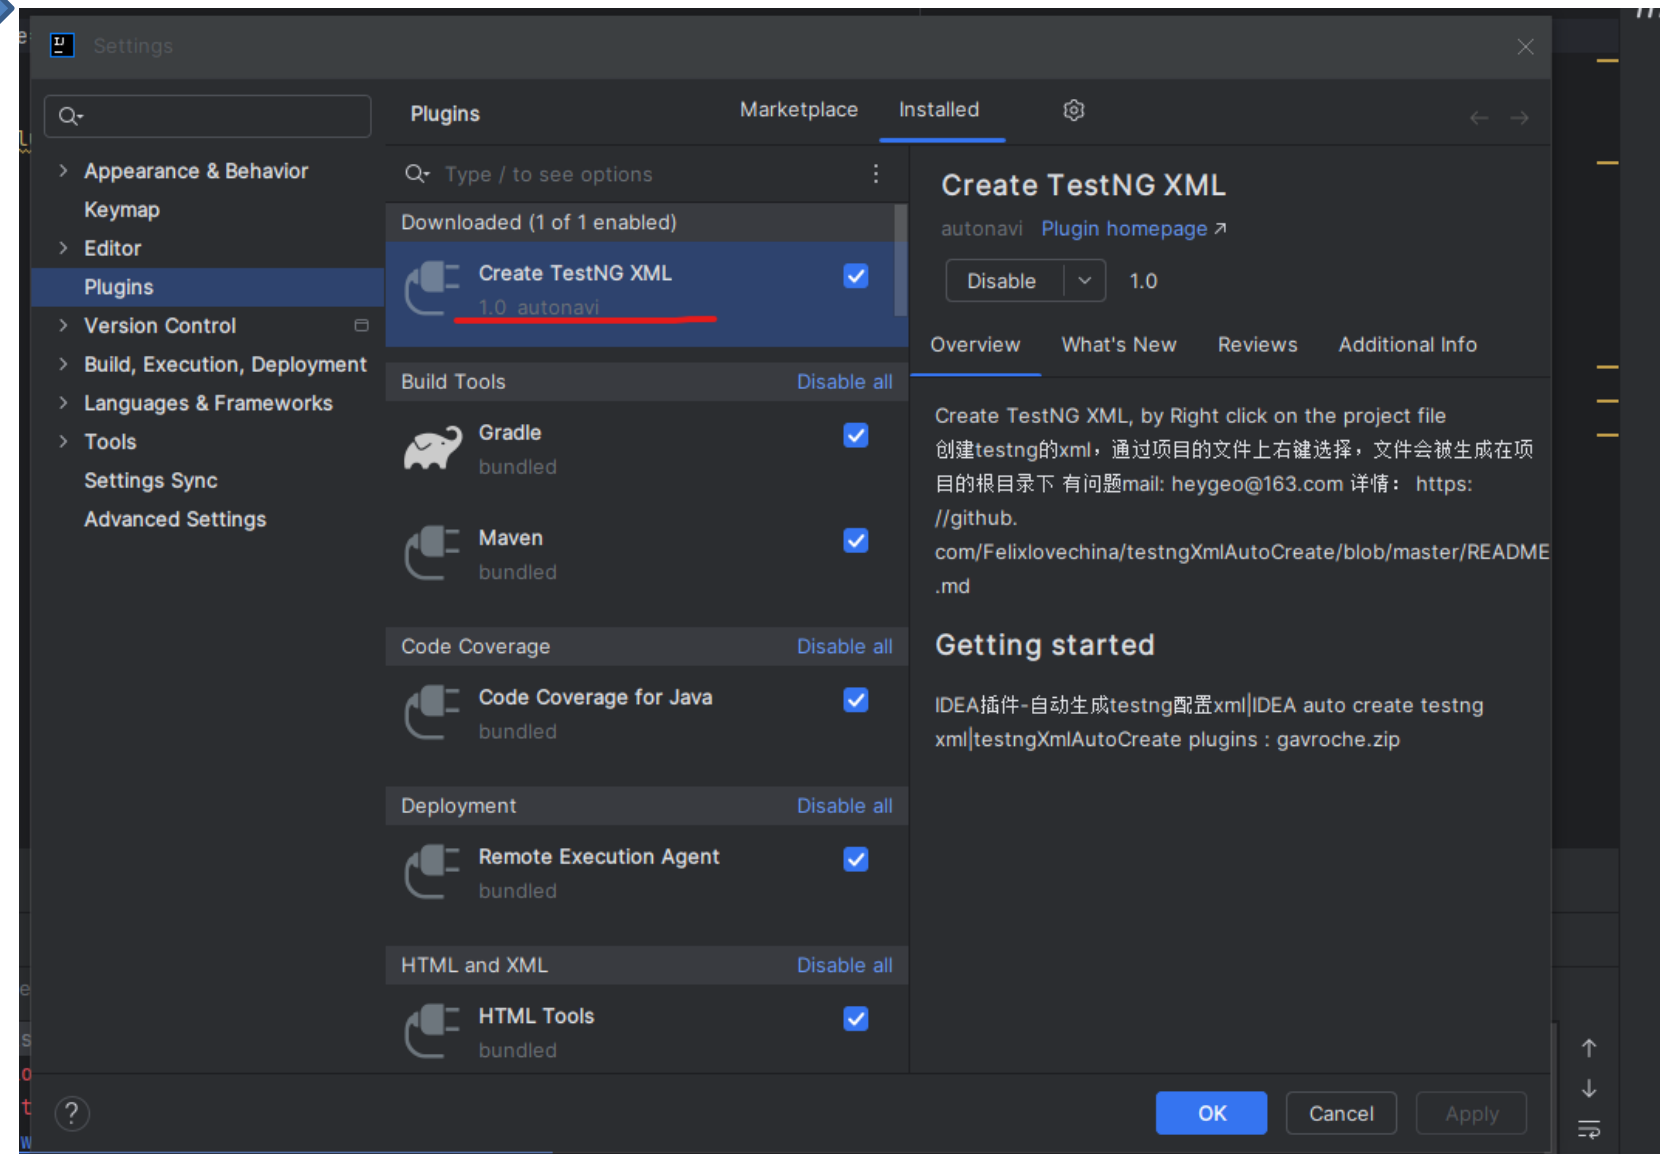 Settings
Plugins
Marketplace
Installed
Appearance & Behavior
Keymap
Editor
Plugins
Version Control
Build, Execution, Deployment
Languages & Frameworks
Tools
Settings Sync
Advanced Settings
Type / to see options
Downloaded (1 of 1 enabled)
Create TestNG XML
1.0 autonavi
Build Tools Disable all
Gradle
bundled
Maven
bundled
Code Coverage Disable all
Code Coverage for Java
bundled
Deployment Disable all
Remote Execution Agent
bundled
HTML and XML Disable all
HTML Tools
bundled
Create TestNG XML
autonavi Plugin homepage ↗
Disable 1.0
Overview What's New Reviews Additional Info
Create TestNG XML, by Right click on the project file
创建testng的xml，通过项目的文件上右键选择，文件会被生成在项
目的根目录下 有问题mail: heygeo@163.com 详情： https:
//github.
com/Felixlovechina/testngXmlAutoCreate/blob/master/README
.md
Getting started
IDEA插件-自动生成testng配置xml|IDEA auto create testng
xml|testngXmlAutoCreate plugins : gavroche.zip
?
OK
Cancel
Apply